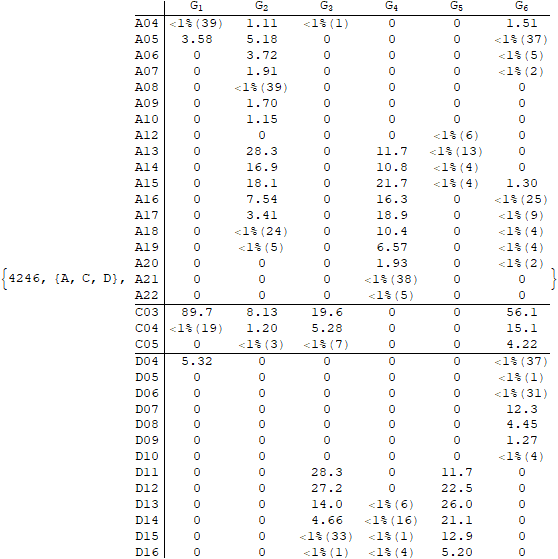 G1 G2 G3 G4 G5 G6
A04 <1%(39) 1.11 <1%(1) 0 0 1.51
A05 3.58 5.18 0 0 0 <1%(37)
A06 0 3.72 0 0 0 <1%(5)
A07 0 1.91 0 0 0 <1%(2)
A08 0 <1%(39) 0 0 0 0
A09 0 1.70 0 0 0 0
A10 0 1.15 0 0 0 0
A12 0 0 0 0 <1%(6) 0
A13 0 28.3 0 11.7 <1%(13) 0
A14 0 16.9 0 10.8 <1%(4) 0
A15 0 18.1 0 21.7 <1%(4) 1.30
A16 0 7.54 0 16.3 0 <1%(25)
A17 0 3.41 0 18.9 0 <1%(9)
A18 0 <1%(24) 0 10.4 0 <1%(4)
A19 0 <1%(5) 0 6.57 0 <1%(4)
A20 0 0 0 1.93 0 <1%(2)
{4246, {A, C, D}, A21 0 0 0 <1%(38) 0 0 }
A22 0 0 0 <1%(5) 0 0
C03 89.7 8.13 19.6 0 0 56.1
C04 <1%(19) 1.20 5.28 0 0 15.1
C05 0 <1%(3) <1%(7) 0 0 4.22
D04 5.32 0 0 0 0 <1%(37)
D05 0 0 0 0 0 <1%(1)
D06 0 0 0 0 0 <1%(31)
D07 0 0 0 0 0 12.3
D08 0 0 0 0 0 4.45
D09 0 0 0 0 0 1.27
D10 0 0 0 0 0 <1%(4)
D11 0 0 28.3 0 11.7 0
D12 0 0 27.2 0 22.5 0
D13 0 0 14.0 <1%(6) 26.0 0
D14 0 0 4.66 <1%(16) 21.1 0
D15 0 0 <1%(33) <1%(1) 12.9 0
D16 0 0 <1%(1) <1%(4) 5.20 0